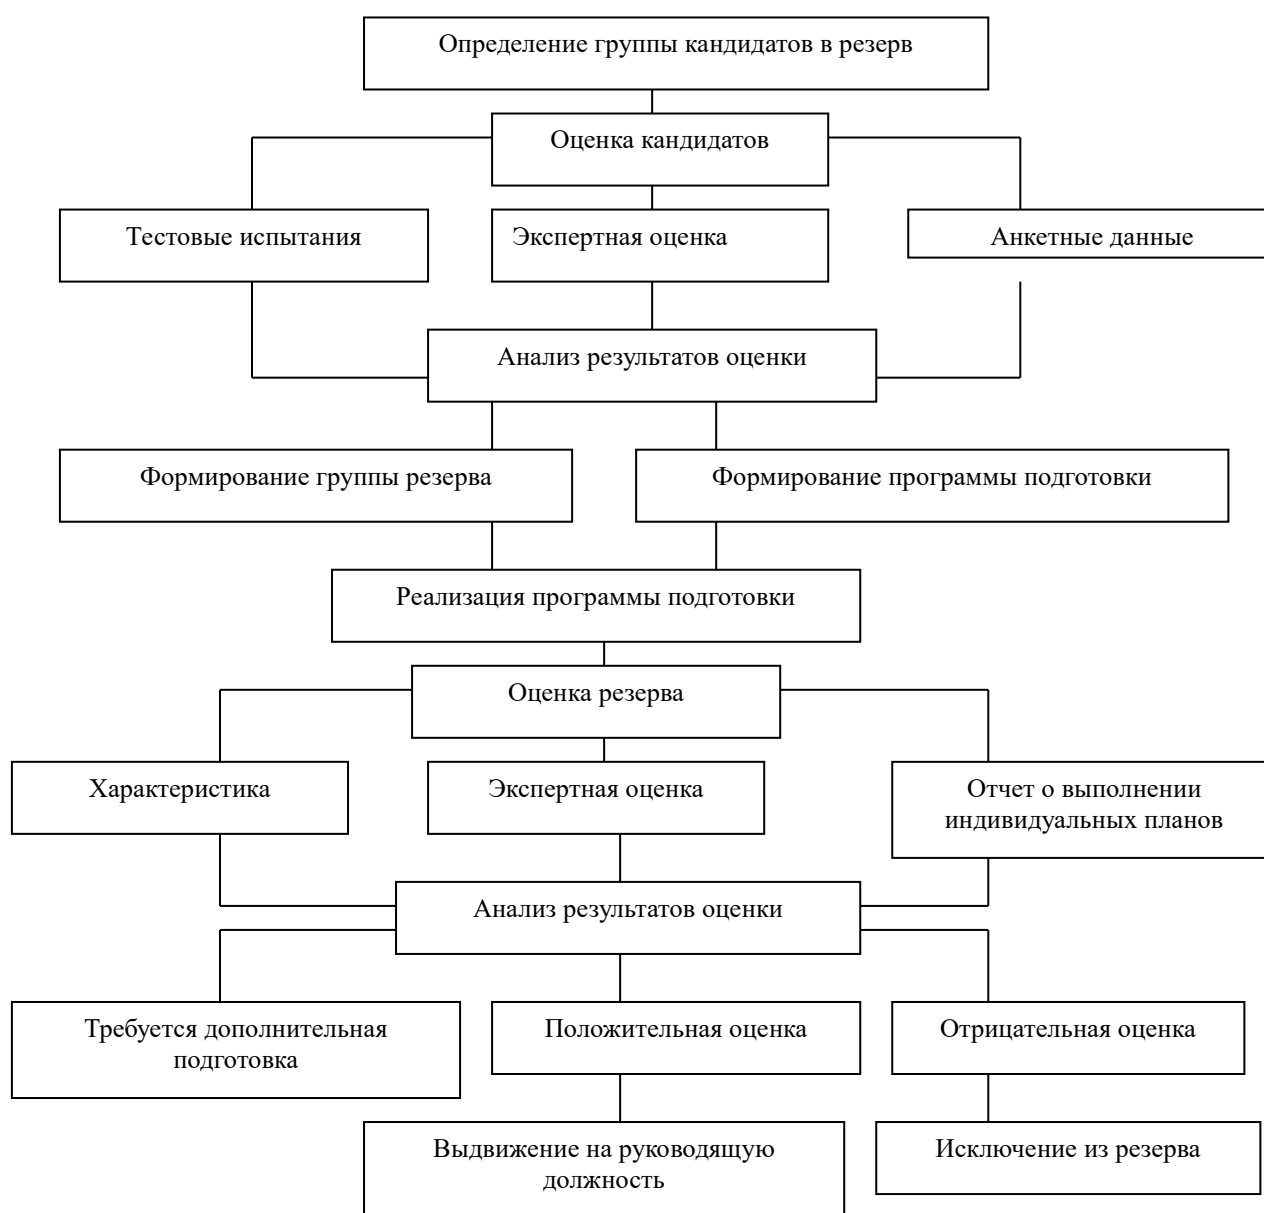 Определение группы кандидатов в резерв
Оценка кандидатов
Тестовые испытания
Экспертная оценка
Анкетные данные
Анализ результатов оценки
Формирование группы резерва
Формирование программы подготовки
Реализация программы подготовки
Оценка резерва
Характеристика
Экспертная оценка
Отчет о выполнении
индивидуальных планов
Анализ результатов оценки
Требуется дополнительная
подготовка
Положительная оценка
Отрицательная оценка
Выдвижение на руководящую
должность
Исключение из резерва